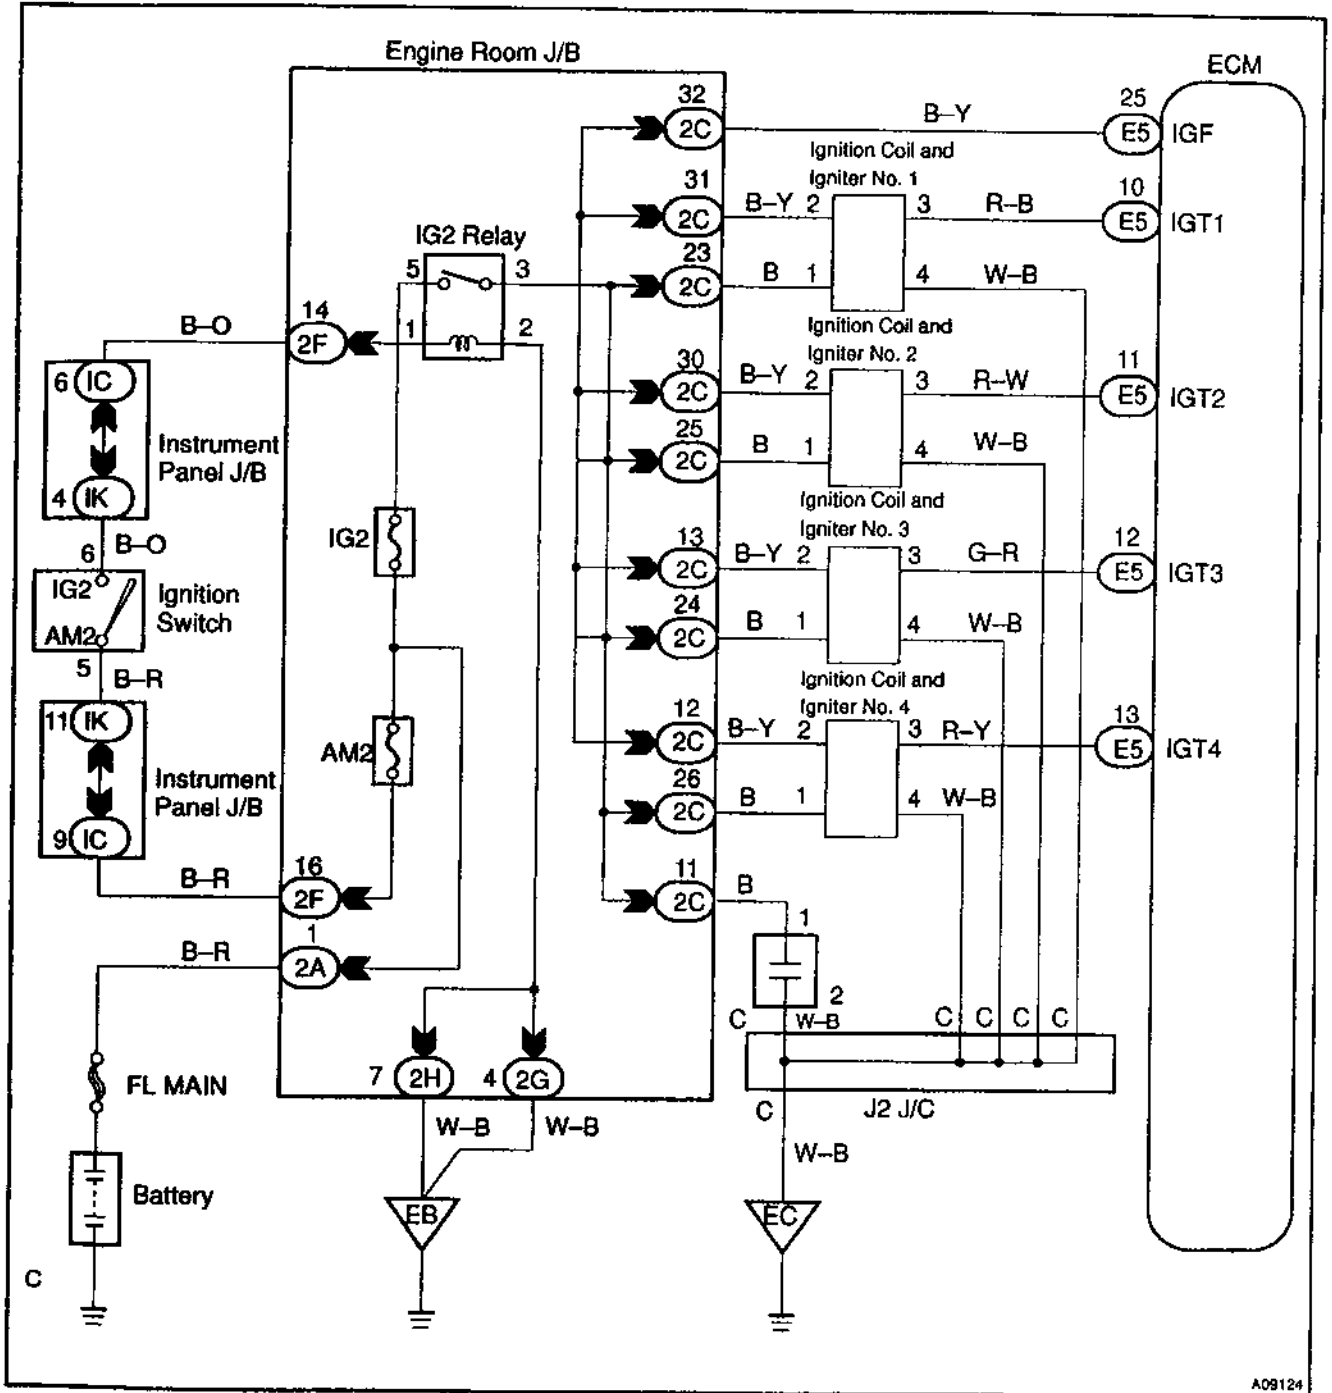 Engine Room J/B
ECM
32
2C
B–Y
25
E5
IGF
Ignition Coil and
Igniter No. 1
31
2C
B–Y
2
3
R–B
10
E5
IGT1
IG2 Relay
5
3
23
2C
B
1
4
W–B
14
2F
B–O
1
2
Ignition Coil and
Igniter No. 2
30
2C
B–Y
2
3
R–W
11
E5
IGT2
6
IC
Instrument
Panel J/B
4
IK
25
2C
B
1
4
W–B
Ignition Coil and
Igniter No. 3
B–O
6
IG2
AM2
5
Ignition
Switch
IG2
13
2C
B–Y
2
3
G–R
12
E5
IGT3
24
2C
B
1
4
W–B
B–R
11
IK
Instrument
Panel J/B
9
IC
AM2
Ignition Coil and
Igniter No. 4
12
2C
B–Y
2
3
R–Y
13
E5
IGT4
26
2C
B
1
4
W–B
B–R
16
2F
11
2C
B
1
2
B–R
1
2A
C
W–B
C
C
C
C
FL MAIN
7
2H
4
2G
J2 J/C
C
W–B
W–B
W–B
Battery
EB
EC
C
A09124